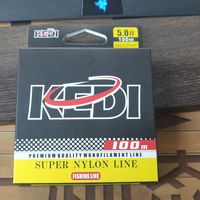 KEDI
5.0#
100m
KEDI
100m
PREMIUM QUALITY MONOFILAMENT LINE
SUPER NYLON LINE
FISHING LINE